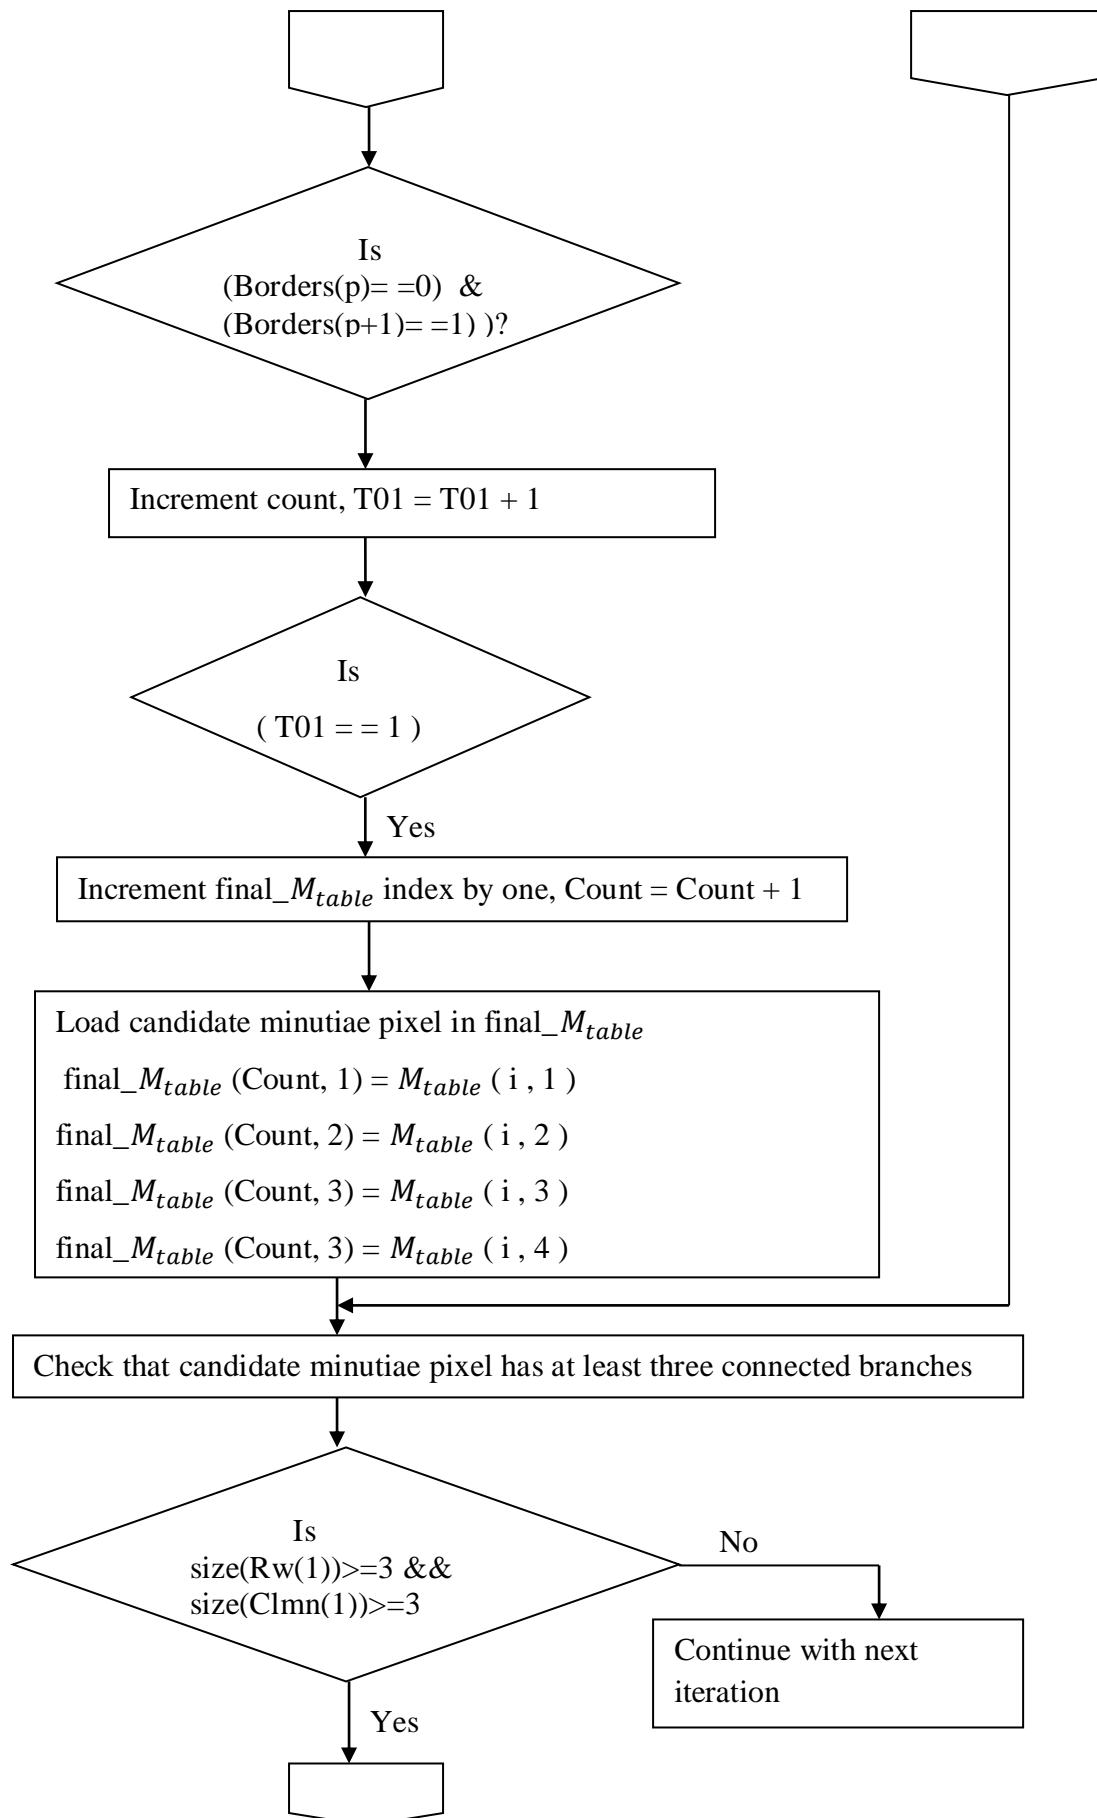 Is
(Borders(p)= =0) &
(Borders(p+1)= =1) )?
Increment count, T01 = T01 + 1
Is
( T01 = = 1 )
Yes
Increment final_M_table index by one, Count = Count + 1
Load candidate minutiae pixel in final_M_table
final_M_table (Count, 1) = M_table ( i , 1 )
final_M_table (Count, 2) = M_table ( i , 2 )
final_M_table (Count, 3) = M_table ( i , 3 )
final_M_table (Count, 3) = M_table ( i , 4 )
Check that candidate minutiae pixel has at least three connected branches
Is
size(Rw(1))>=3 &&
size(Clmn(1))>=3
No
Continue with next
iteration
Yes